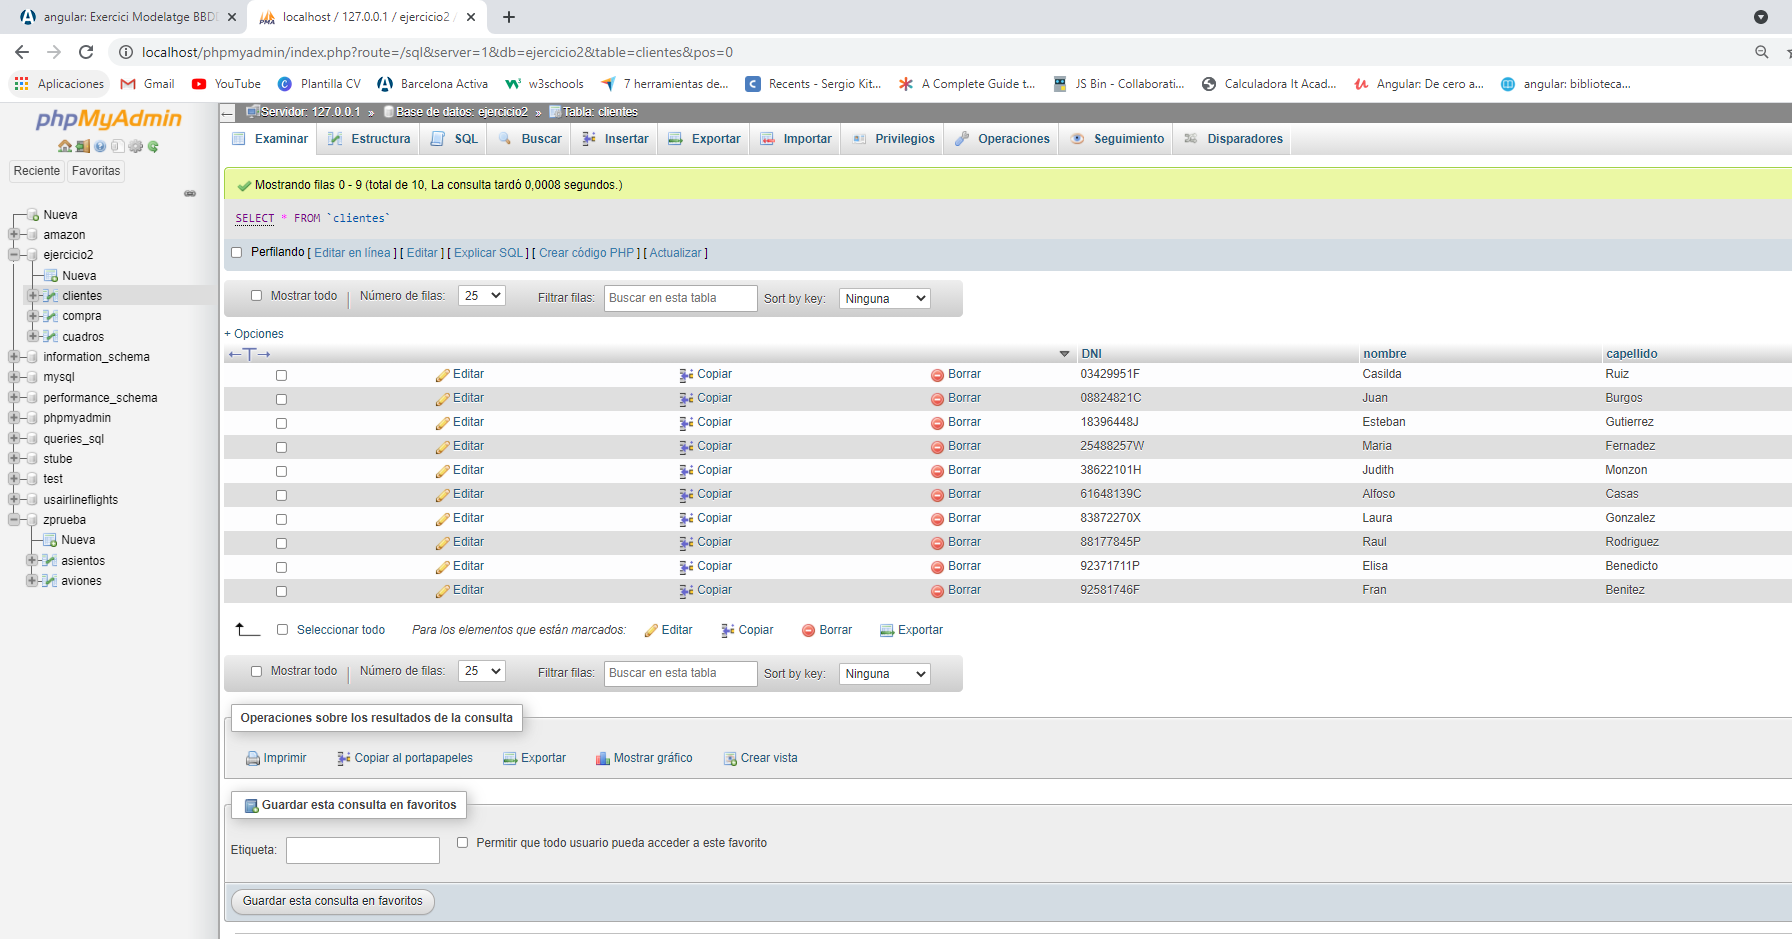 angular: Exercici Modelatge BBD
localhost / 127.0.0.1 / ejercicio2 /
localhost/phpmyadmin/index.php?route=/sql&server=1&db=ejercicio2&table=clientes&pos=0
Aplicaciones Gmail YouTube Plantilla CV Barcelona Activa w3schools 7 herramientas de... Recents - Sergio Kit... A Complete Guide t... JS Bin - Collaborati... Calculadora It Acad... Angular: De cero a... angular: biblioteca...
phpMyAdmin
Reciente Favoritas
Nueva
amazon
ejercicio2
Nueva
clientes
compra
cuadros
information_schema
mysql
performance_schema
phpmyadmin
queries_sql
stube
test
usairlineflights
zprueba
Nueva
asientos
aviones
Servidor: 127.0.0.1 » Base de datos: ejercicio2 » Tabla: clientes
Examinar Estructura SQL Buscar Insertar Exportar Importar Privilegios Operaciones Seguimiento Disparadores
Mostrando filas 0 - 9 (total de 10, La consulta tardó 0,0008 segundos.)
SELECT * FROM `clientes`
Perfilando [ Editar en línea ] [ Editar ] [ Explicar SQL ] [ Crear código PHP ] [ Actualizar ]
Mostrar todo | Número de filas: 25 Filtrar filas: Buscar en esta tabla Sort by key: Ninguna
+ Opciones
←T→ DNI nombre capellido
Editar Copiar Borrar 03429951F Casilda Ruiz
Editar Copiar Borrar 08824821C Juan Burgos
Editar Copiar Borrar 18396448J Esteban Gutierrez
Editar Copiar Borrar 25488257W Maria Fernadez
Editar Copiar Borrar 38622101H Judith Monzon
Editar Copiar Borrar 61648139C Alfoso Casas
Editar Copiar Borrar 83872270X Laura Gonzalez
Editar Copiar Borrar 88177845P Raul Rodriguez
Editar Copiar Borrar 92371711P Elisa Benedicto
Editar Copiar Borrar 92581746F Fran Benitez
Seleccionar todo Para los elementos que están marcados: Editar Copiar Borrar Exportar
Mostrar todo | Número de filas: 25 Filtrar filas: Buscar en esta tabla Sort by key: Ninguna
Operaciones sobre los resultados de la consulta
Imprimir Copiar al portapapeles Exportar Mostrar gráfico Crear vista
Guardar esta consulta en favoritos
Etiqueta: Permitir que todo usuario pueda acceder a este favorito
Guardar esta consulta en favoritos